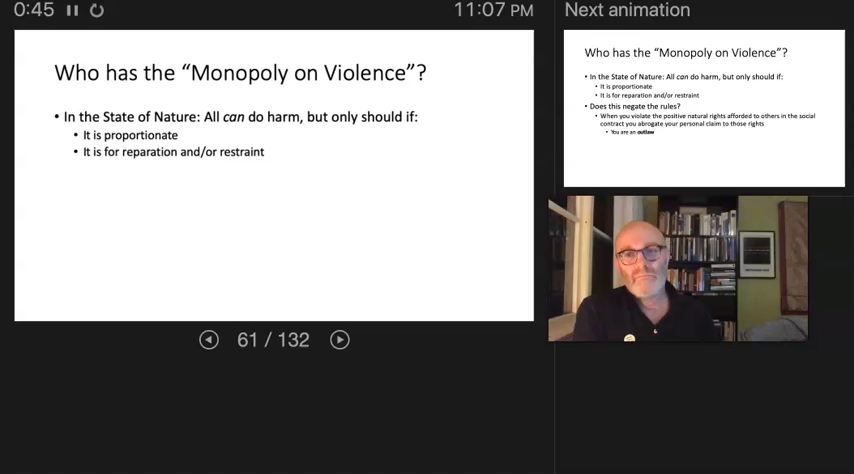 0:45
11:07 PM
Next animation
Who has the “Monopoly on Violence”?
• In the State of Nature: All can do harm, but only should if:
• It is proportionate
• It is for reparation and/or restraint
61 / 132
Who has the “Monopoly on Violence”?
• In the State of Nature: All can do harm, but only should if:
• It is proportionate
• It is for reparation and/or restraint
• Does this negate the rules?
• When you violate the positive natural rights afforded to others in the social
contract you abrogate your personal claim to those rights
• You are an outlaw